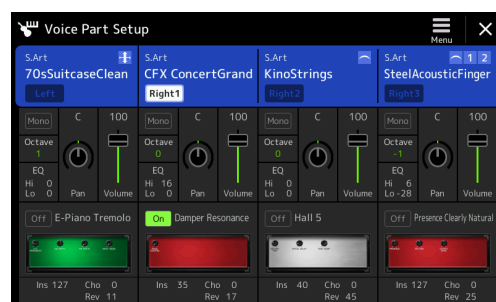 Voice Part Setup
Menu
S.Art
70sSuitcaseClean
Left
S.Art
CFX ConcertGrand
Right1
S.Art
KinoStrings
Right2
S.Art
1 2
SteelAcousticFinger
Right3
Mono
C
100
Octave
1
EQ
Hi 0
Lo 0
Pan
Volume
Mono
C
100
Octave
0
EQ
Hi 16
Lo 0
Pan
Volume
Mono
C
100
Octave
0
EQ
Hi 0
Lo 0
Pan
Volume
Mono
C
100
Octave
-1
EQ
Hi 6
Lo -28
Pan
Volume
Off E-Piano Tremolo
Ins 127 Cho 0
Rev 11
On Damper Resonance
Ins 35 Cho 0
Rev 17
Off Hall 5
Ins 40 Cho 0
Rev 45
Off Presence Clearly Natural
Ins 127 Cho 0
Rev 25